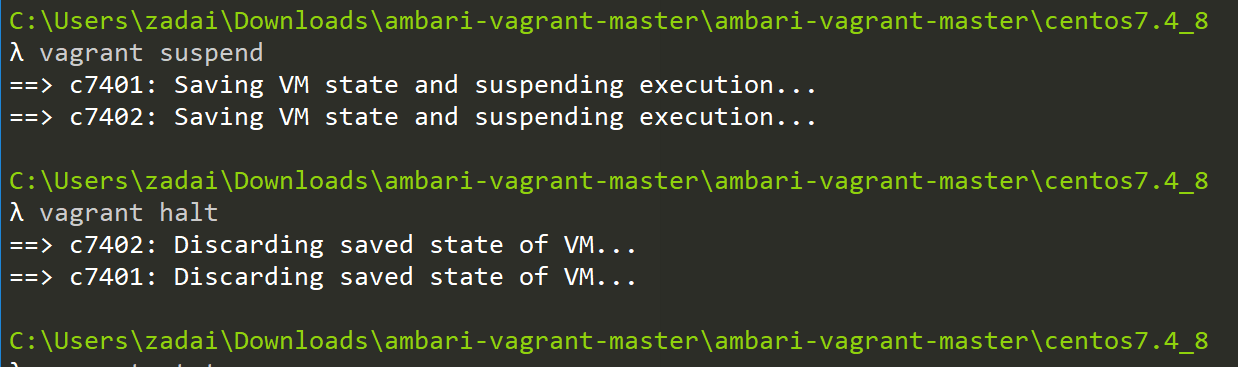 C:\Users\zadai\Downloads\ambari-vagrant-master\ambari-vagrant-master\centos7.4_8
λ vagrant suspend
==> c7401: Saving VM state and suspending execution...
==> c7402: Saving VM state and suspending execution...
C:\Users\zadai\Downloads\ambari-vagrant-master\ambari-vagrant-master\centos7.4_8
λ vagrant halt
==> c7402: Discarding saved state of VM...
==> c7401: Discarding saved state of VM...
C:\Users\zadai\Downloads\ambari-vagrant-master\ambari-vagrant-master\centos7.4_8